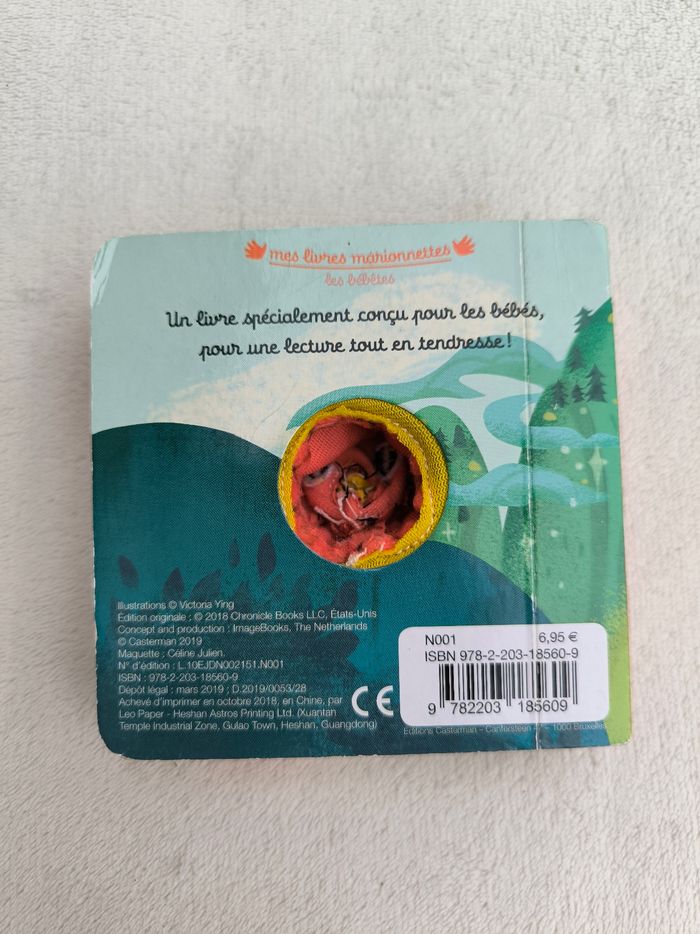 mes livres marionnettes
les bébêtes
Un livre spécialement conçu pour les bébés,
pour une lecture tout en tendresse !
Illustrations © Victoria Ying
Édition originale : © 2018 Chronicle Books LLC, États-Unis
Concept and production : ImageBooks, The Netherlands
© Casterman 2019
Maquette : Céline Julien.
N° d'édition : L.10EJDN002151.N001
ISBN : 978-2-203-18560-9
Dépôt légal : mars 2019 ; D.2019/0053/28
Achevé d'imprimer en octobre 2018, en Chine, par
Leo Paper - Heshan Astros Printing Ltd. (Xuantan
Temple Industrial Zone, Gulao Town, Heshan, Guangdong)
CE
N001 6,95 €
ISBN 978-2-203-18560-9
9 782203 185609
Editions Casterman – Cantersteen 1000 Bruxelles